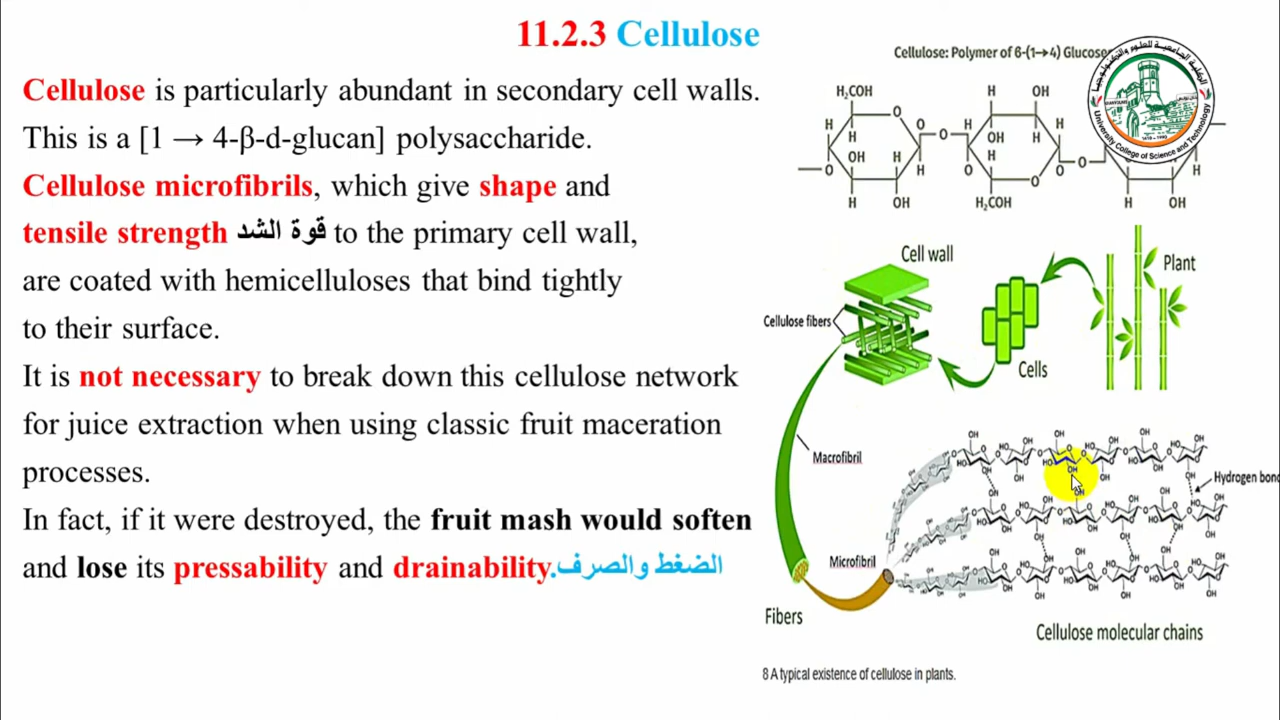 11.2.3 Cellulose
Cellulose is particularly abundant in secondary cell walls.
This is a [1 → 4-β-d-glucan] polysaccharide.
Cellulose microfibrils, which give shape and
tensile strength قوة الشد to the primary cell wall,
are coated with hemicelluloses that bind tightly
to their surface.
It is not necessary to break down this cellulose network
for juice extraction when using classic fruit maceration
processes.
In fact, if it were destroyed, the fruit mash would soften
and lose its pressability and drainability.الضغط والصرف
Cellulose: Polymer of β-(1→4) Glucose
University College of Science and Technology
H₂COH
H
OH
H
H
O
O
H
H
OH
H
H
O
H
H
OH
O
H
OH
H
H
H
O
O
H₂COH
O
H
H
OH
Cell wall
Plant
Cellulose fibers
Cells
Macrofibril
Hydrogen bond
Microfibril
Fibers
Cellulose molecular chains
8 A typical existence of cellulose in plants.